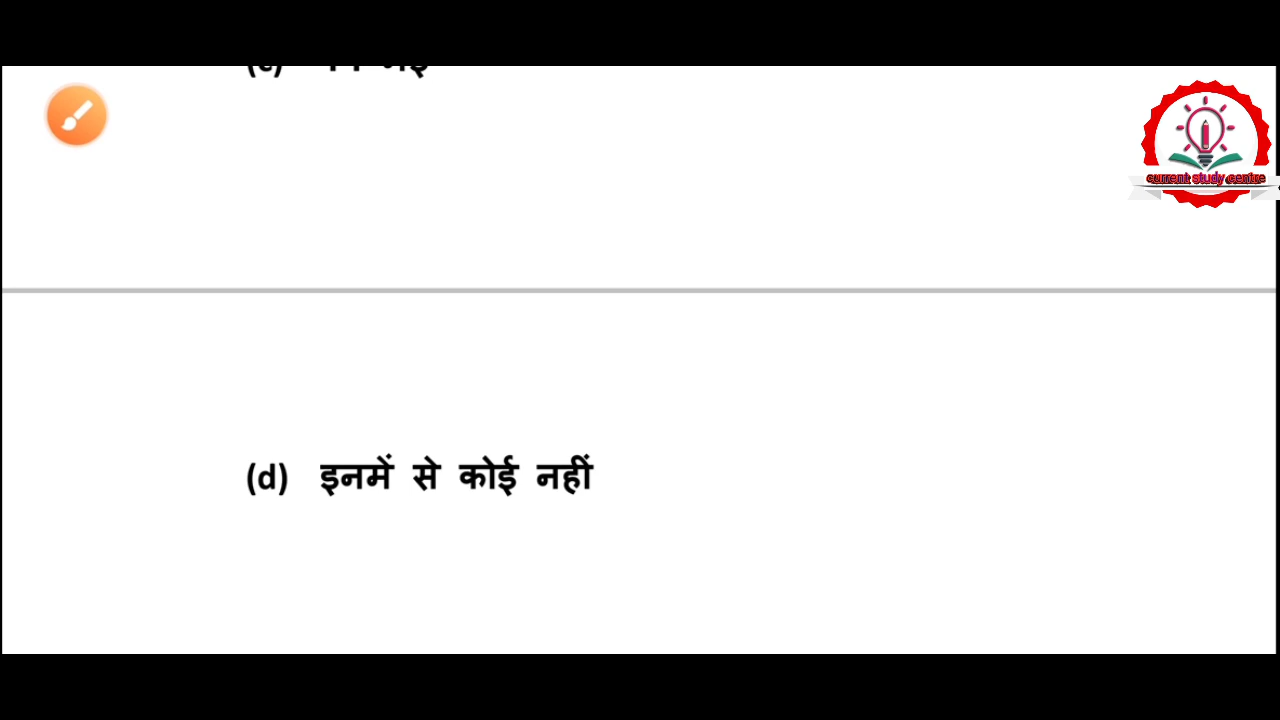 (c)
current study centre
(d) इनमें से कोई नहीं